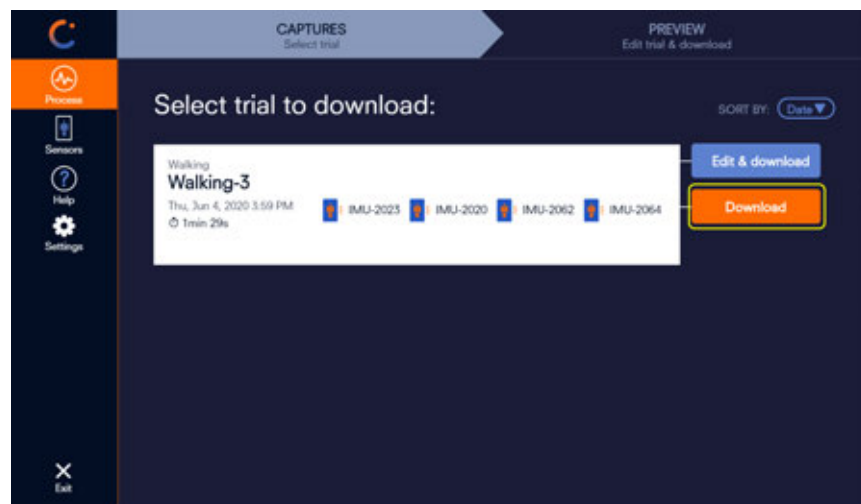 CAPTURES
Select trial
PREVIEW
Edit trial & download
Process
Sensors
Help
Settings
Exit
Select trial to download:
SORT BY: Date ▼
Walking
Walking-3
Thu, Jun 4, 2020 3:59 PM
1min 29s
IMU-2023 IMU-2020 IMU-2062 IMU-2064
Edit & download
Download